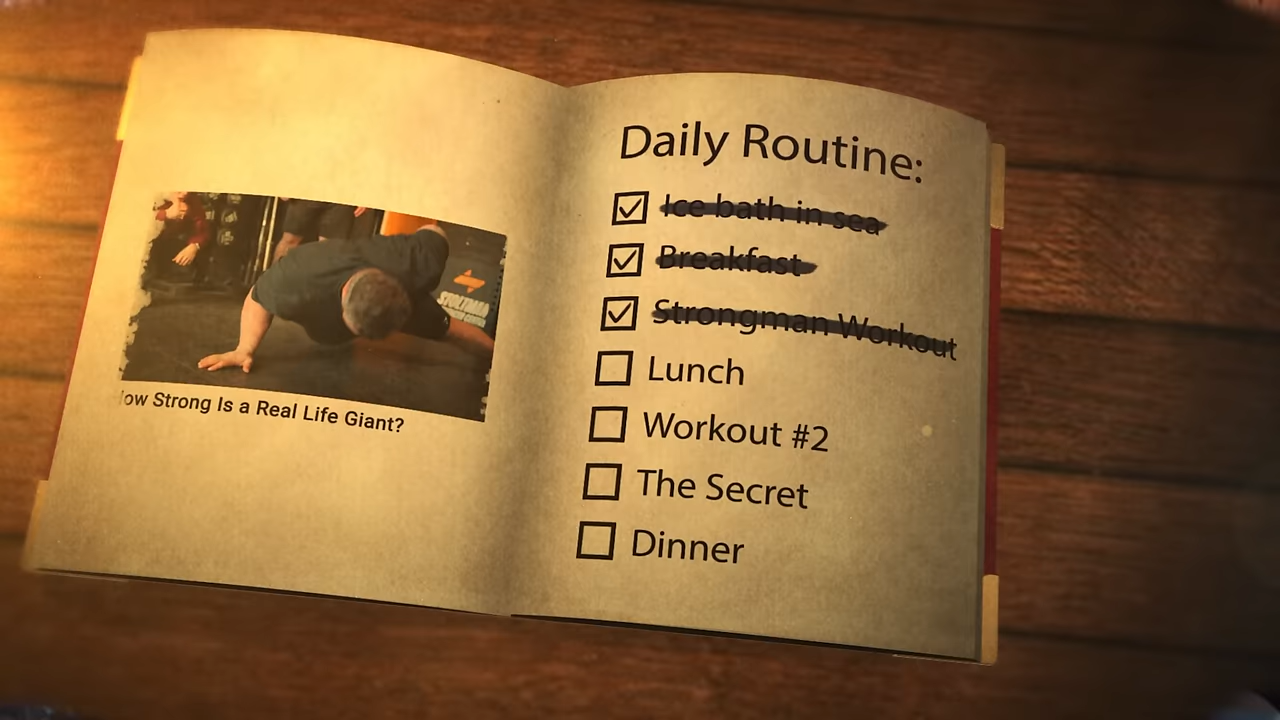 ow Strong Is a Real Life Giant?
Daily Routine:
Ice bath in sea
Breakfast
Strongman Workout
Lunch
Workout #2
The Secret
Dinner